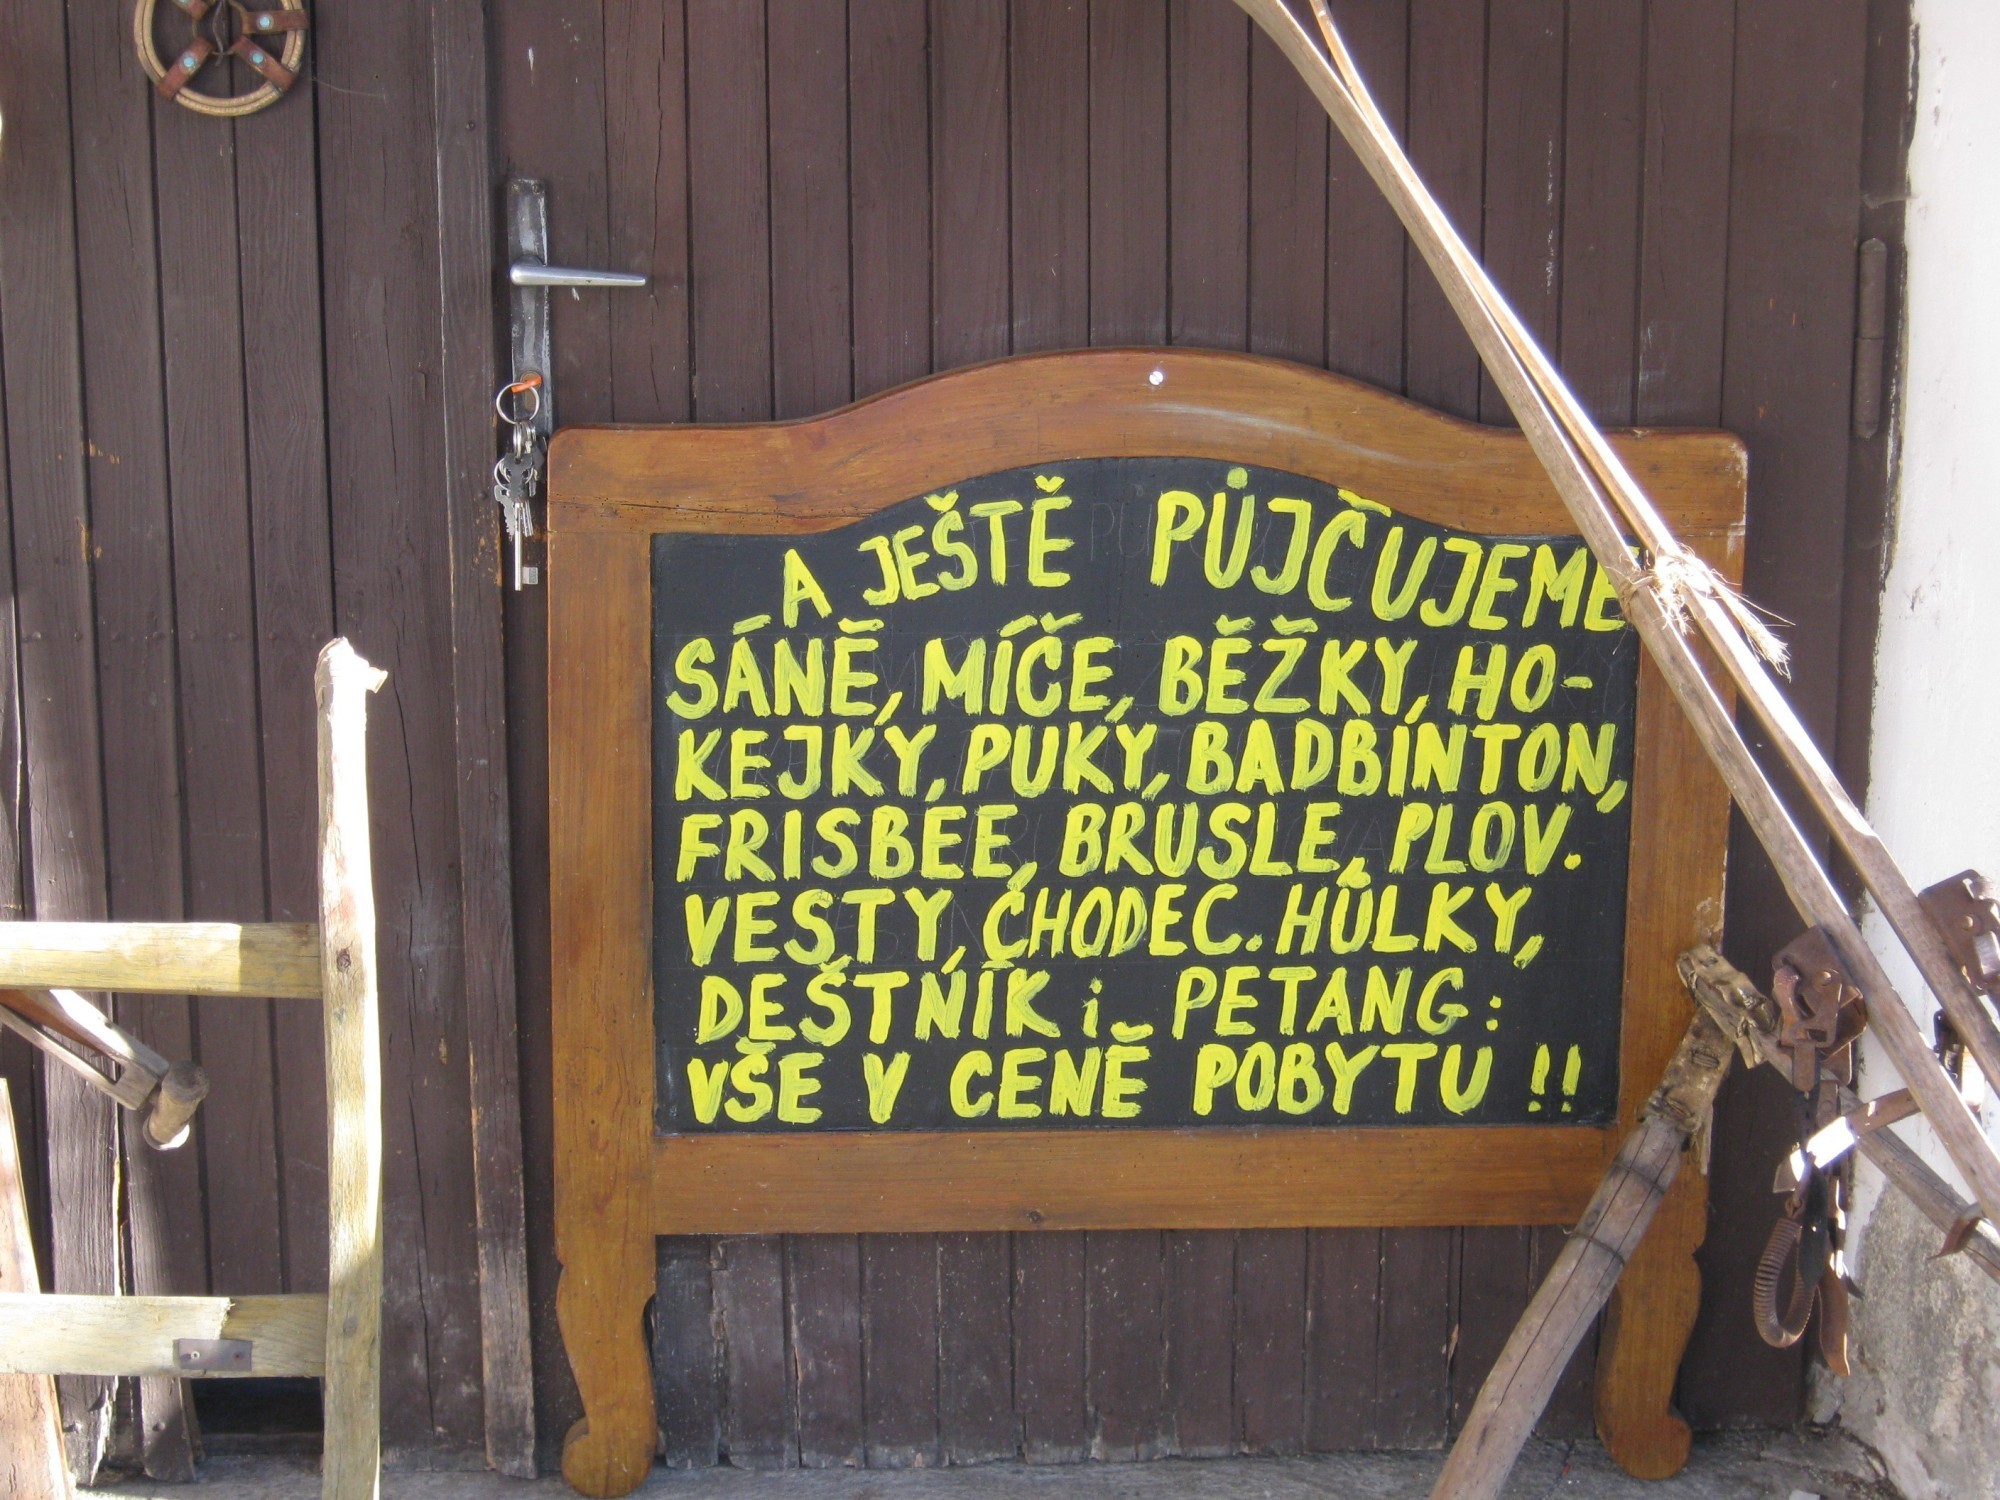 A JEŠTĚ PŮJČUJEME
SÁNĚ, MÍČE, BĚŽKY, HO-
KEJKY, PUKY, BADBINTON,
FRISBEE, BRUSLE, PLOV.
VESTY, CHODEC. HŮLKY,
DEŠTNÍK i PETANG:
VŠE V CENĚ POBYTU !!